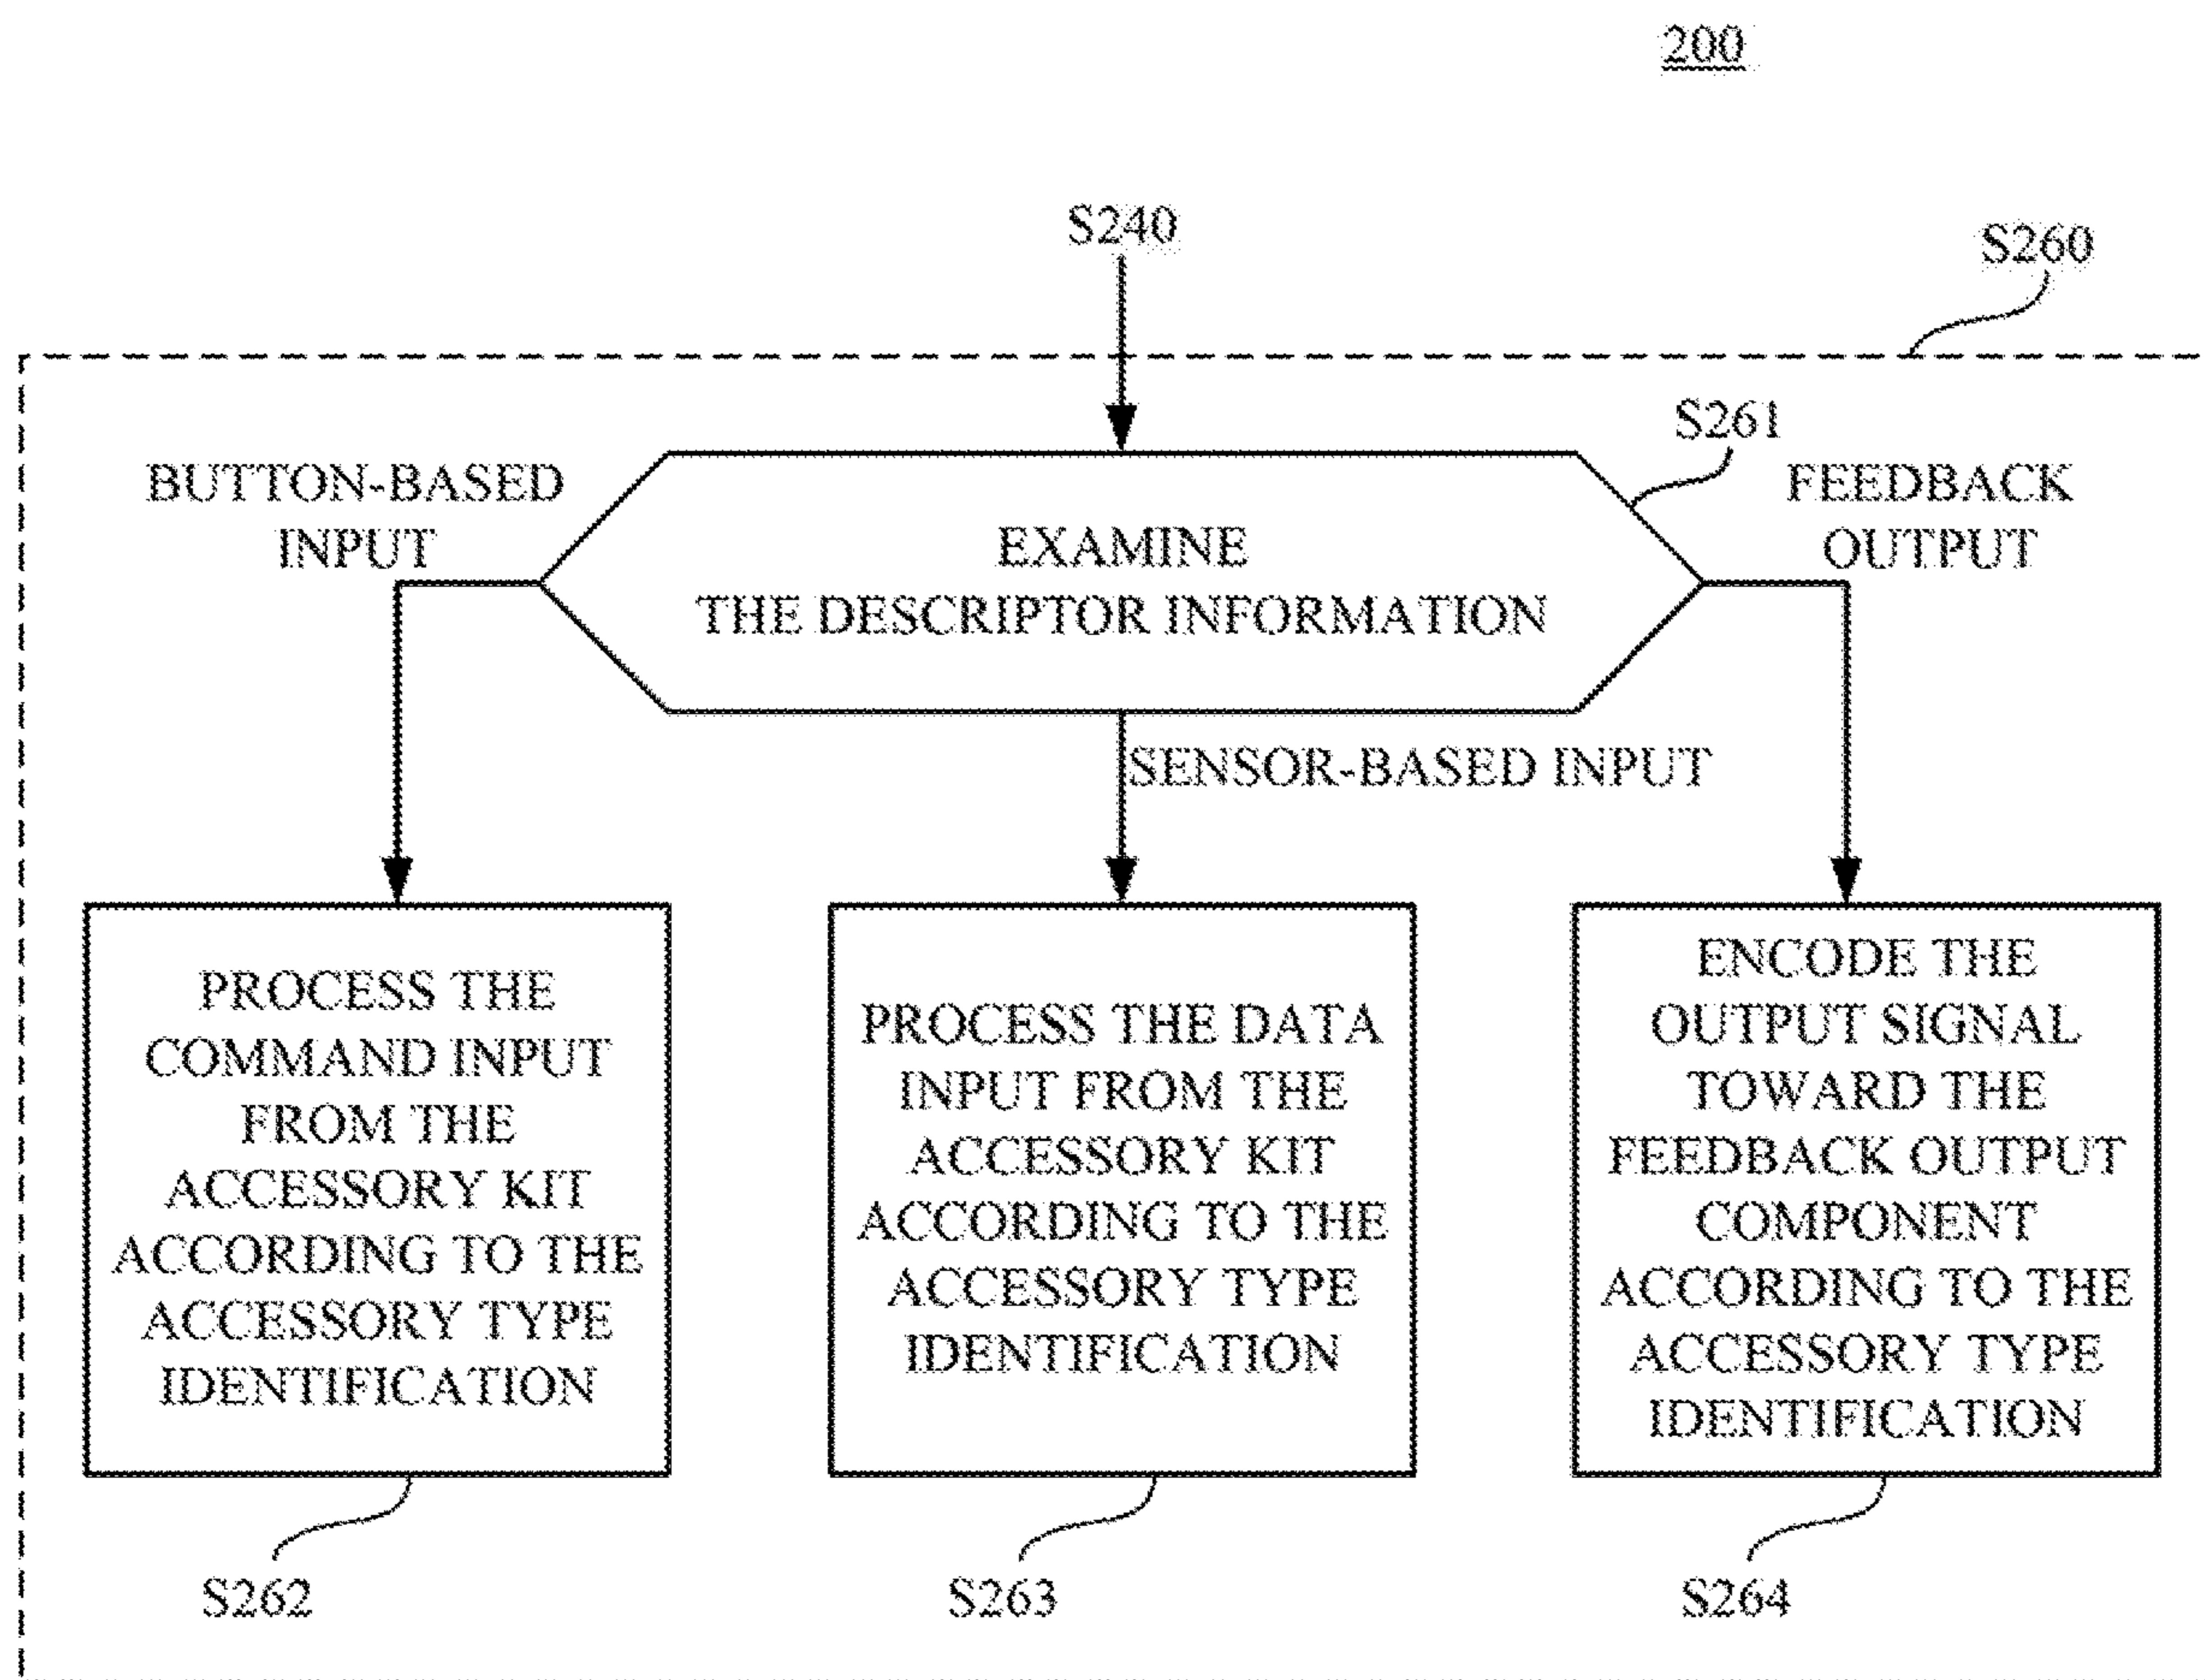 200
S240
S260
S261
BUTTON-BASED
INPUT
FEEDBACK
OUTPUT
EXAMINE
THE DESCRIPTOR INFORMATION
SENSOR-BASED INPUT
PROCESS THE
COMMAND INPUT
FROM THE
ACCESSORY KIT
ACCORDING TO THE
ACCESSORY TYPE
IDENTIFICATION
PROCESS THE DATA
INPUT FROM THE
ACCESSORY KIT
ACCORDING TO THE
ACCESSORY TYPE
IDENTIFICATION
ENCODE THE
OUTPUT SIGNAL
TOWARD THE
FEEDBACK OUTPUT
COMPONENT
ACCORDING TO THE
ACCESSORY TYPE
IDENTIFICATION
S262
S263
S264